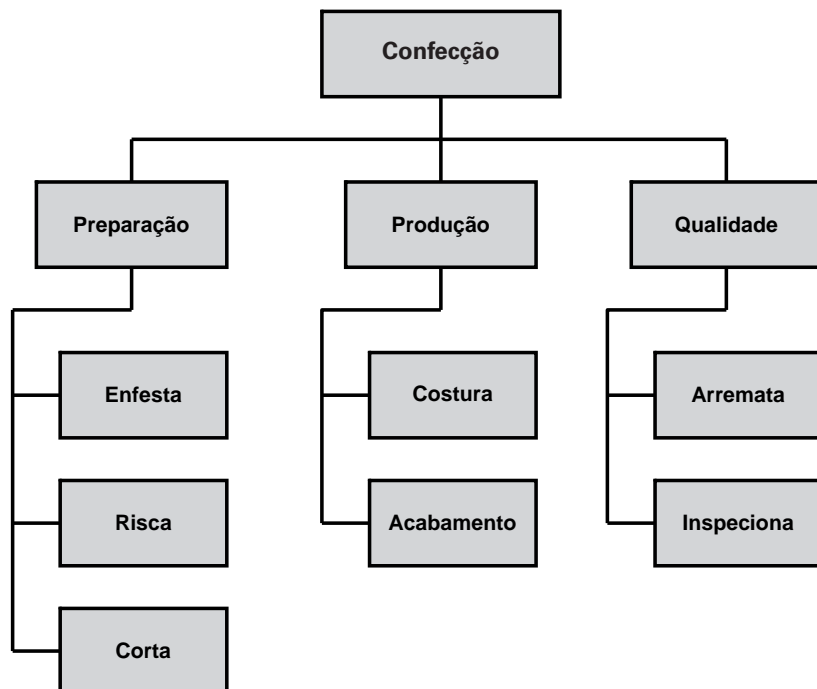 Confecção
Preparação
Produção
Qualidade
Enfesta
Costura
Arremata
Risca
Acabamento
Inspeciona
Corta